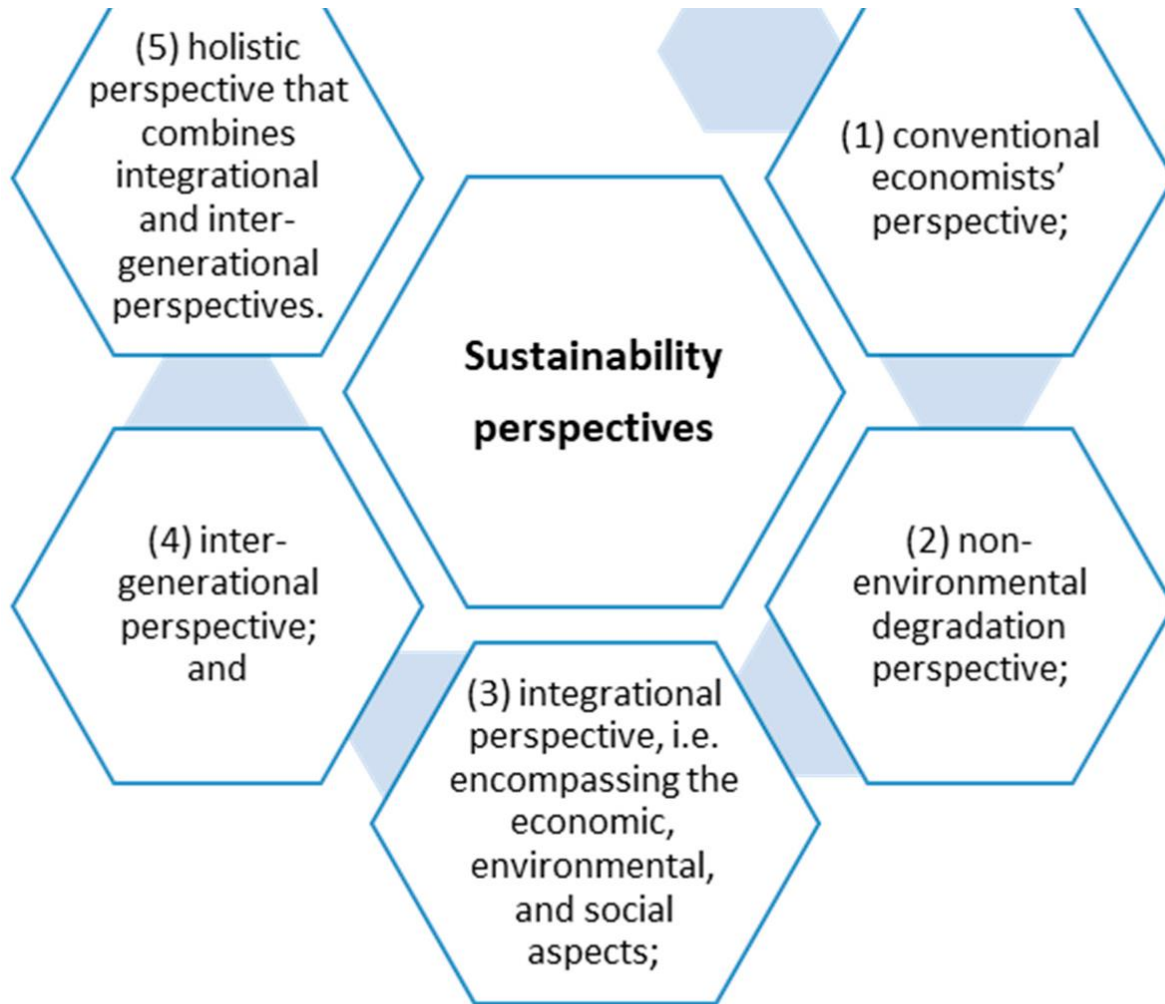 Sustainability
perspectives
(1) conventional
economists’
perspective;
(2) non-
environmental
degradation
perspective;
(3) integrational
perspective, i.e.
encompassing the
economic,
environmental,
and social
aspects;
(4) inter-
generational
perspective;
and
(5) holistic
perspective that
combines
integrational
and inter-
generational
perspectives.